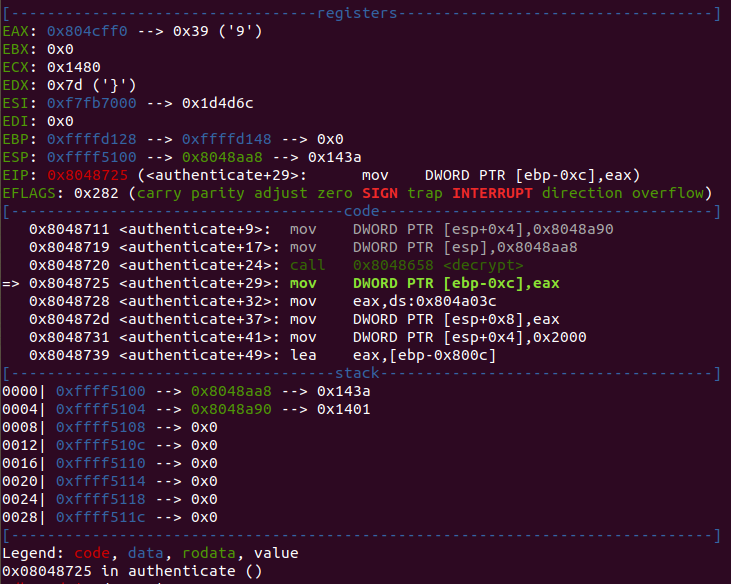 [----------------------------------registers-----------------------------------]
EAX: 0x804cff0 --> 0x39 ('9')
EBX: 0x0
ECX: 0x1480
EDX: 0x7d ('}')
ESI: 0xf7fb7000 --> 0x1d4d6c
EDI: 0x0
EBP: 0xffffd128 --> 0xffffd148 --> 0x0
ESP: 0xffff5100 --> 0x8048aa8 --> 0x143a
EIP: 0x8048725 (<authenticate+29>:      mov    DWORD PTR [ebp-0xc],eax)
EFLAGS: 0x282 (carry parity adjust zero SIGN trap INTERRUPT direction overflow)
[-------------------------------------code-------------------------------------]
   0x8048711 <authenticate+9>:  mov    DWORD PTR [esp+0x4],0x8048a90
   0x8048719 <authenticate+17>: mov    DWORD PTR [esp],0x8048aa8
   0x8048720 <authenticate+24>: call   0x8048658 <decrypt>
=> 0x8048725 <authenticate+29>: mov    DWORD PTR [ebp-0xc],eax
   0x8048728 <authenticate+32>: mov    eax,ds:0x804a03c
   0x804872d <authenticate+37>: mov    DWORD PTR [esp+0x8],eax
   0x8048731 <authenticate+41>: mov    DWORD PTR [esp+0x4],0x2000
   0x8048739 <authenticate+49>: lea    eax,[ebp-0x800c]
[------------------------------------stack-------------------------------------]
0000| 0xffff5100 --> 0x8048aa8 --> 0x143a
0004| 0xffff5104 --> 0x8048a90 --> 0x1401
0008| 0xffff5108 --> 0x0
0012| 0xffff510c --> 0x0
0016| 0xffff5110 --> 0x0
0020| 0xffff5114 --> 0x0
0024| 0xffff5118 --> 0x0
0028| 0xffff511c --> 0x0
[------------------------------------------------------------------------------]
Legend: code, data, rodata, value
0x08048725 in authenticate ()